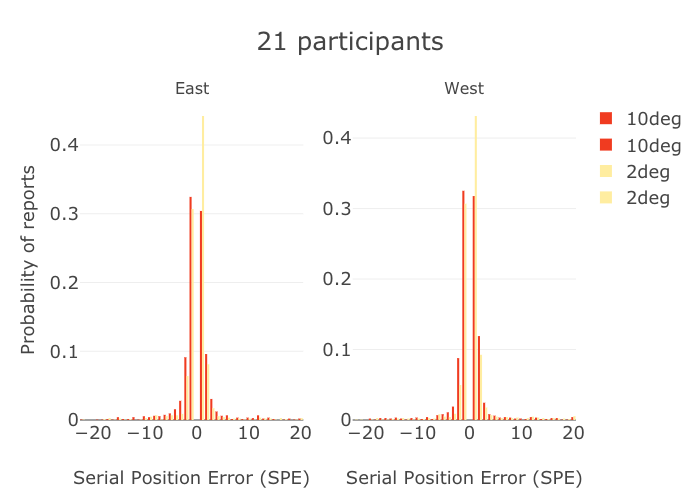 21 participants
East
West
10deg
10deg
2deg
2deg
Probability of reports
0.4
0.3
0.2
0.1
0
−20
−10
0
10
20
0.4
0.3
0.2
0.1
0
−20
−10
0
10
20
Serial Position Error (SPE)
Serial Position Error (SPE)